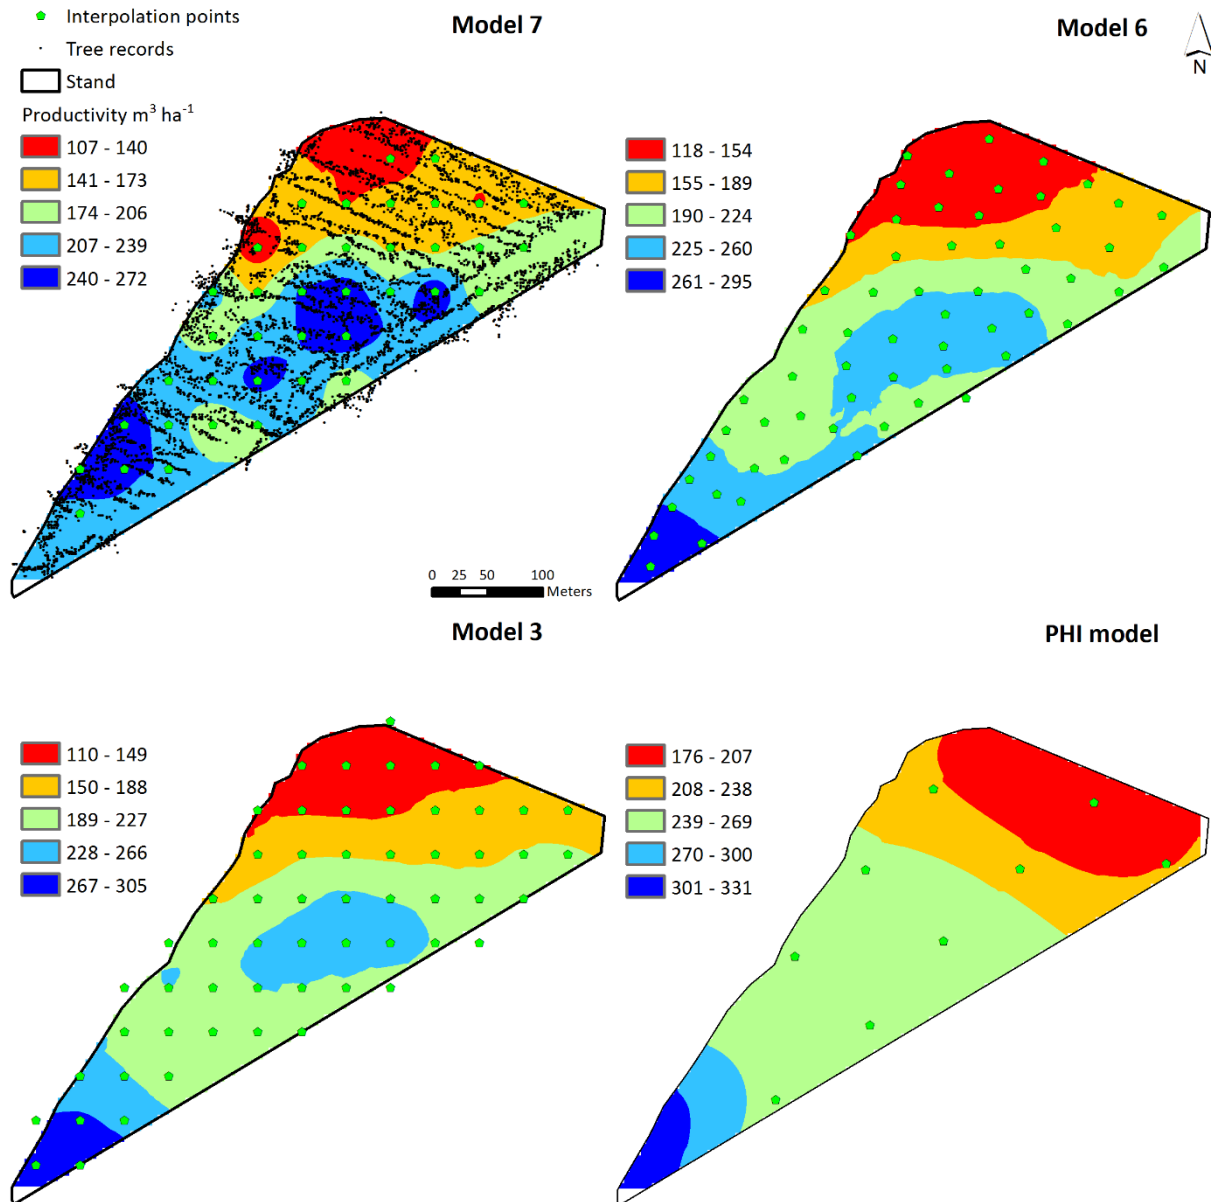 Interpolation points
Tree records
Stand
Productivity m³ ha⁻¹
Model 7
107 - 140
141 - 173
174 - 206
207 - 239
240 - 272
0 25 50 100
Meters
Model 6
N
118 - 154
155 - 189
190 - 224
225 - 260
261 - 295
Model 3
110 - 149
150 - 188
189 - 227
228 - 266
267 - 305
PHI model
176 - 207
208 - 238
239 - 269
270 - 300
301 - 331